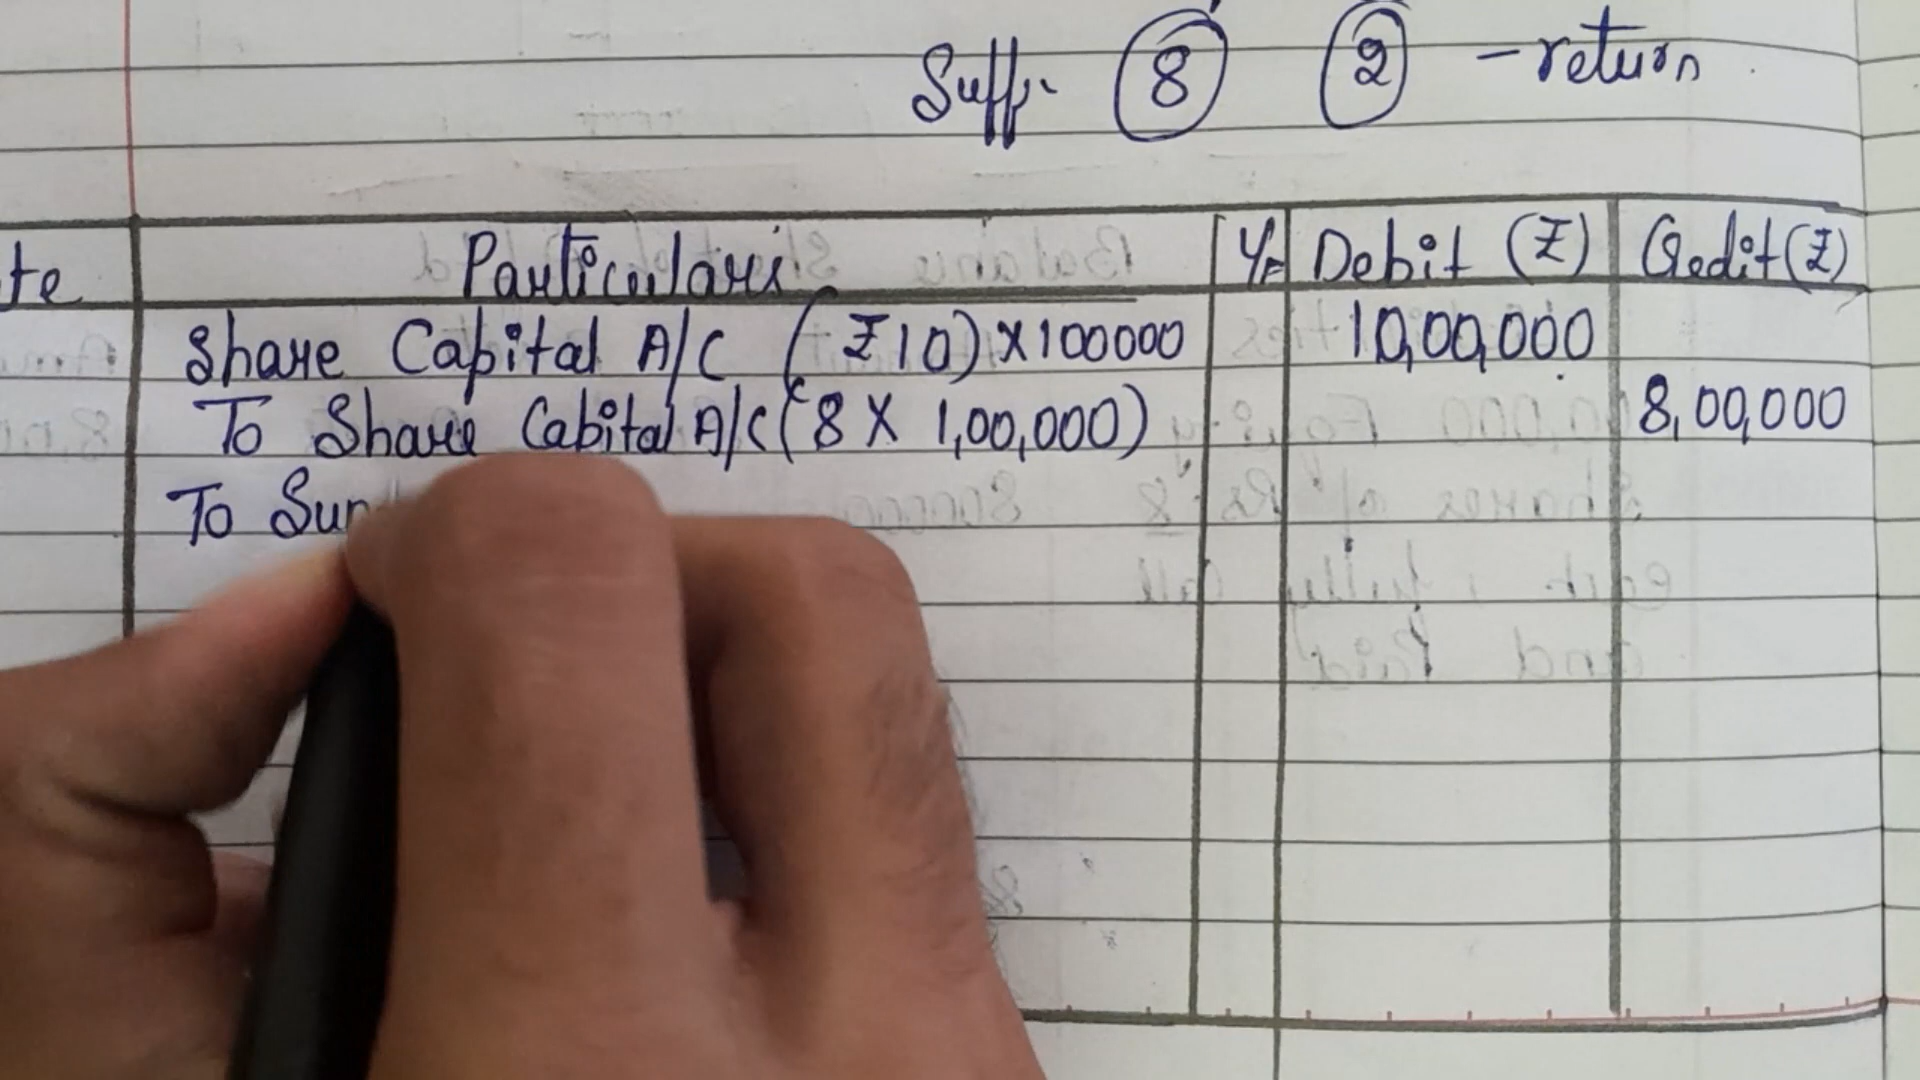 Suff. 8 2 - return
te Particulars Debit (₹) Credit (₹)
Share Capital A/C (₹10) × 100000 10,00,000
To Share Capital A/C (8 × 1,00,000) 8,00,000
To Sun